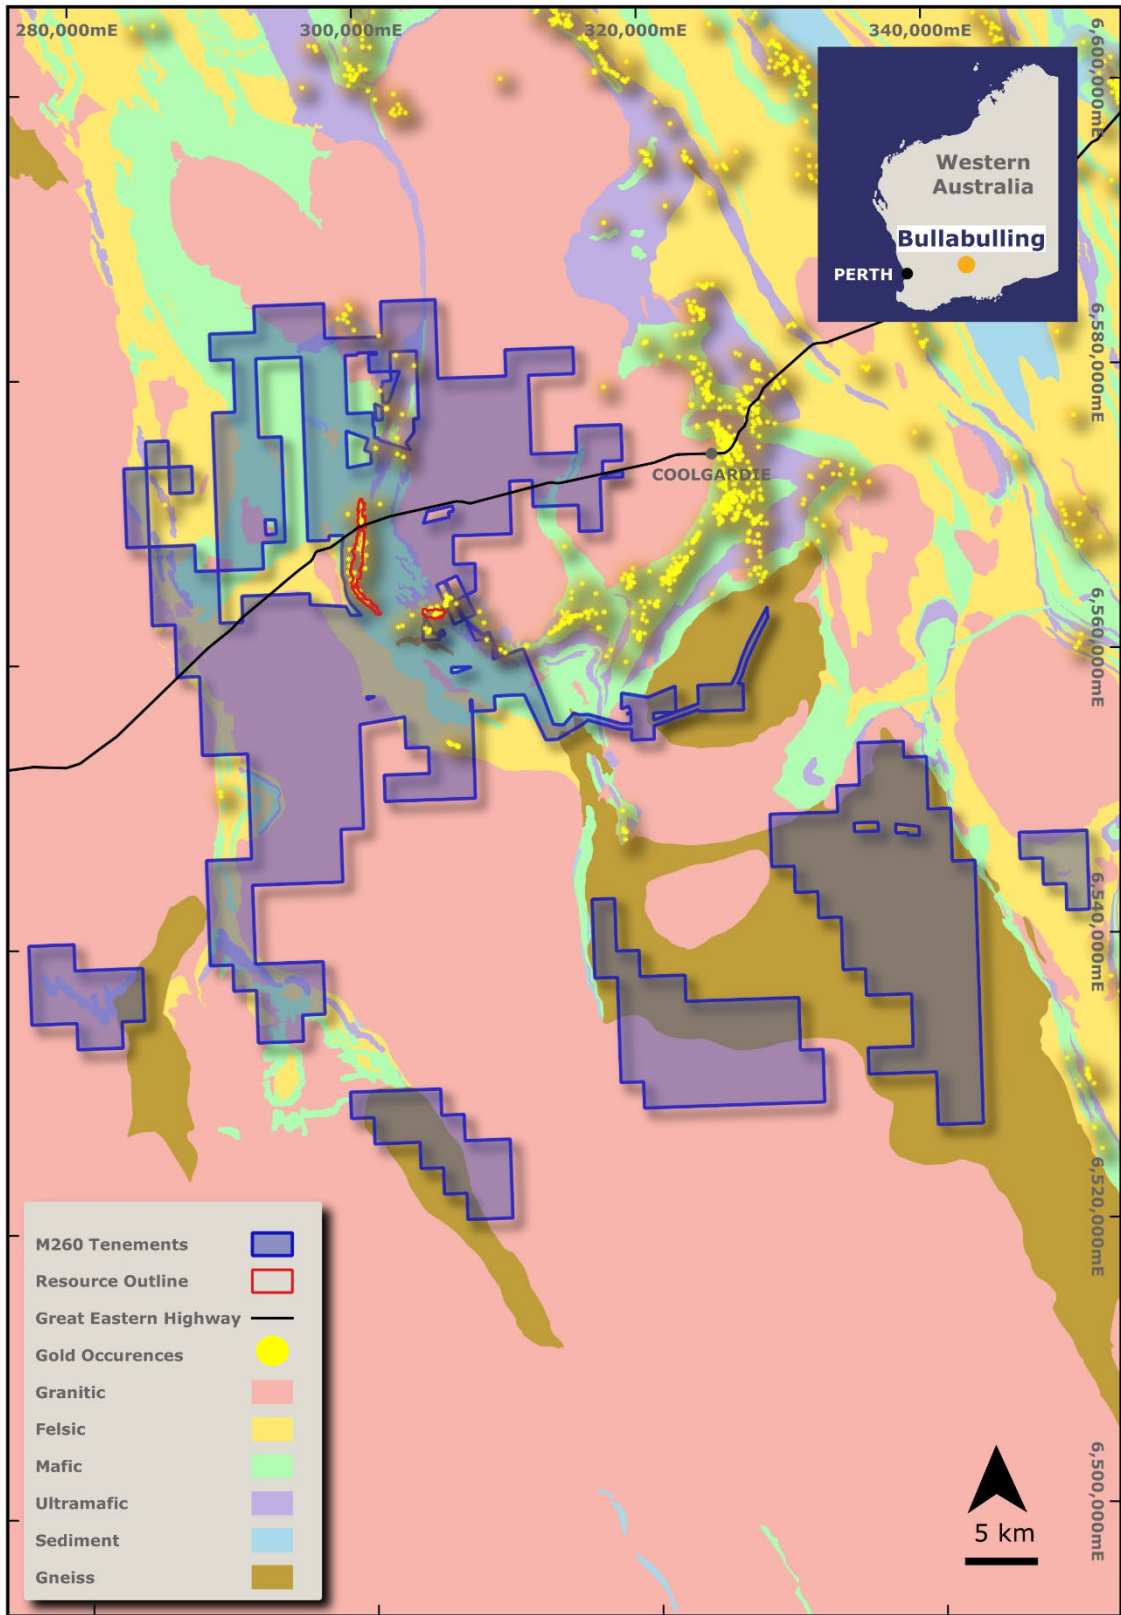 280,000mE
300,000mE
320,000mE
340,000mE
6,600,000mE
Western
Australia
Bullabulling
PERTH
6,580,000mE
COOLGARDIE
6,560,000mE
6,540,000mE
6,520,000mE
M260 Tenements
Resource Outline
Great Eastern Highway
Gold Occurences
Granitic
Felsic
Mafic
Ultramafic
Sediment
Gneiss
6,500,000mE
5 km